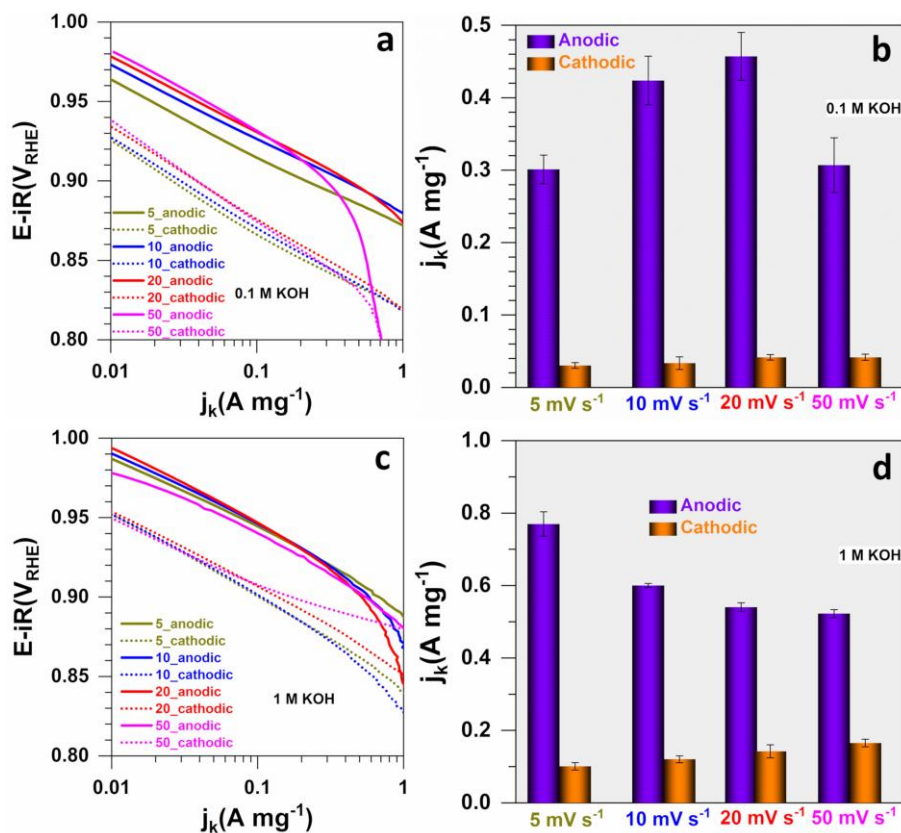 a
1.00
0.95
0.90
0.85
0.80
E-iR(V_RHE)
5_anodic
5_cathodic
10_anodic
10_cathodic
20_anodic
20_cathodic
50_anodic
50_cathodic
0.1 M KOH
0.01
0.1
1
j_k(A mg⁻¹)
b
0.5
0.4
0.3
0.2
0.1
0.0
j_k(A mg⁻¹)
Anodic
Cathodic
0.1 M KOH
5 mV s⁻¹
10 mV s⁻¹
20 mV s⁻¹
50 mV s⁻¹
c
1.00
0.95
0.90
0.85
0.80
E-iR(V_RHE)
5_anodic
5_cathodic
10_anodic
10_cathodic
20_anodic
20_cathodic
50_anodic
50_cathodic
1 M KOH
0.01
0.1
1
j_k(A mg⁻¹)
d
1.0
0.8
0.6
0.4
0.2
0.0
j_k(A mg⁻¹)
Anodic
Cathodic
1 M KOH
5 mV s⁻¹
10 mV s⁻¹
20 mV s⁻¹
50 mV s⁻¹